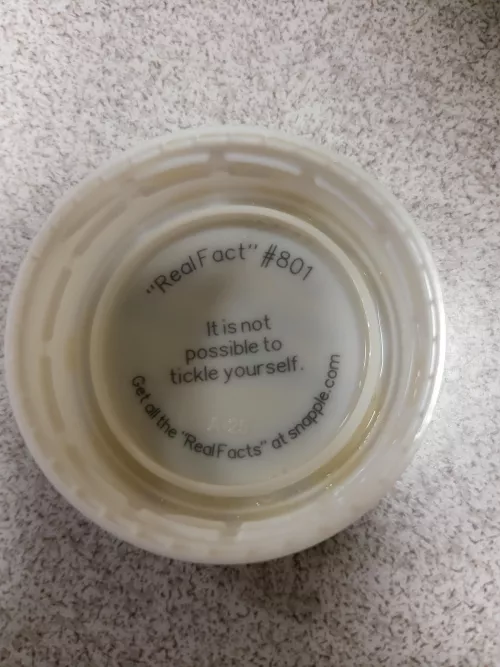 "Real Fact" #801
It is not
possible to
tickle yourself.
Get all the "Real Facts" at snapple.com